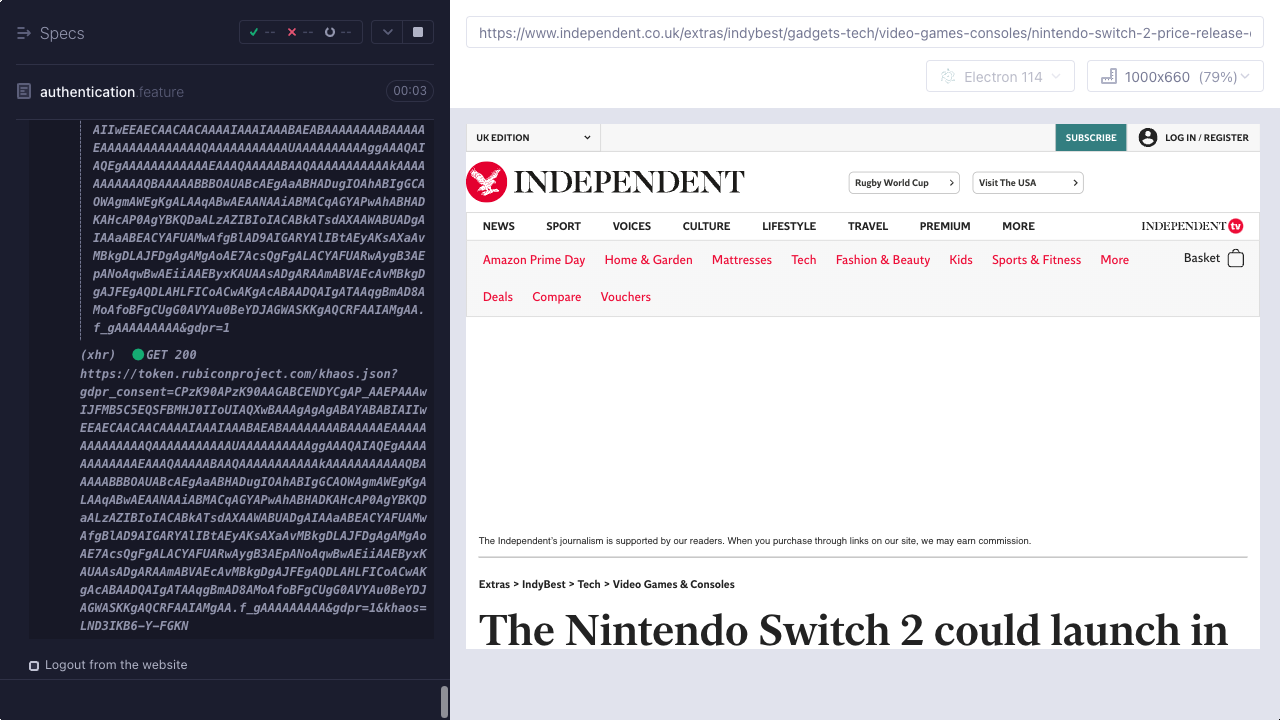 Specs
-- -- --
authentication.feature
00:03
AIIwEEAECAACAACAAAAIAAAIAAABAEABAAAAAAAABAAAAA
EAAAAAAAAAAAAAAQAAAAAAAAAAAUAAAAAAAAAAggAAAQAI
AQEgAAAAAAAAAAAAEAAAQAAAAABAAQAAAAAAAAAAAkAAAA
AAAAAAAQBAAAAABBBOAUABcAEgAaABHADugIOAhABIgGCA
OWAgmAWEgKgALAAqABwAEAANAAiABMACqAGYAPwAhABHAD
KAHcAP0AgYBKQDaALzAZIBIoIACABkATsdAXAAWABUADgA
IAAaABEACYAFUAMwAfgBlAD9AIGARYAlIBtAEyAKsAXaAv
MBkgDLAJFDgAgAMgAoAE7AcsQgFgALACYAFUARwAygB3AE
pANoAqwBwAEiiAAEByxKAUAAsADgARAAmABVAEcAvMBkgD
gAJFEgAQDLAHLFICoACwAKgAcABAADQAIgATAAqgBmAD8A
MoAfoBFgCUgG0AVYAu0BeYDJAGWASKKgAQCRFAAIAMgAA.
f_gAAAAAAAAA&gdpr=1
(xhr) GET 200
https://token.rubiconproject.com/khaos.json?
gdpr_consent=CPzK90APzK90AAGABCENDYCgAP_AAEPAAAw
IJFMB5C5EQSFBMHJ0IIoUIAQXwBAAAgAgAgABAYABABIAIIw
EEAECAACAACAAAAIAAAIAAABAEABAAAAAAAABAAAAAEAAAAA
AAAAAAAAAAQAAAAAAAAAAAUAAAAAAAAAAggAAAQAIAQEgAAAA
AAAAAAAAEAAAQAAAAABAAQAAAAAAAAAAAkAAAAAAAAAAAQBA
AAAABBBOAUABcAEgAaABHADugIOAhABIgGCAOWAgmAWEgKgA
LAAqABwAEAANAAiABMACqAGYAPwAhABHADKAHcAP0AgYBKQD
aALzAZIBIoIACABkATsdAXAAWABUADgAIAAaABEACYAFUAMw
AfgBlAD9AIGARYAlIBtAEyAKsAXaAvMBkgDLAJFDgAgAMgAo
AE7AcsQgFgALACYAFUARwAygB3AEpANoAqwBwAEiiAAEByxK
AUAAsADgARAAmABVAEcAvMBkgDgAJFEgAQDLAHLFICoACwAK
gAcABAADQAIgATAAqgBmAD8AMoAfoBFgCUgG0AVYAu0BeYDJ
AGWASKKgAQCRFAAIAMgAA.f_gAAAAAAAAA&gdpr=1&khaos=
LND3IKB6-Y-FGKN
Logout from the website
https://www.independent.co.uk/extras/indybest/gadgets-tech/video-games-consoles/nintendo-switch-2-price-release-
Electron 114
1000x660 (79%)
UK EDITION
SUBSCRIBE
LOG IN / REGISTER
INDEPENDENT
Rugby World Cup
Visit The USA
NEWS SPORT VOICES CULTURE LIFESTYLE TRAVEL PREMIUM MORE
INDEPENDENT tv
Amazon Prime Day Home & Garden Mattresses Tech Fashion & Beauty Kids Sports & Fitness More
Basket
Deals Compare Vouchers
The Independent's journalism is supported by our readers. When you purchase through links on our site, we may earn commission.
Extras > IndyBest > Tech > Video Games & Consoles
The Nintendo Switch 2 could launch in